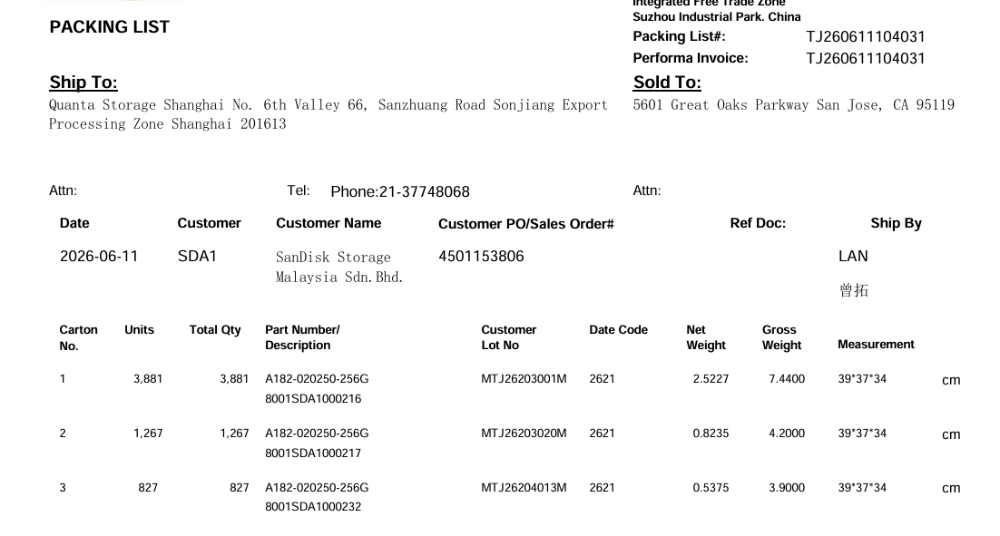 Integrated Free Trade Zone
Suzhou Industrial Park. China
PACKING LIST
Packing List#: TJ260611104031
Performa Invoice: TJ260611104031
Ship To: Sold To:
Quanta Storage Shanghai No. 6th Valley 66, Sanzhuang Road Sonjiang Export 5601 Great Oaks Parkway San Jose, CA 95119
Processing Zone Shanghai 201613
Attn: Tel: Phone:21-37748068 Attn:
Date Customer Customer Name Customer PO/Sales Order# Ref Doc: Ship By
2026-06-11 SDA1 SanDisk Storage 4501153806 LAN
Malaysia Sdn.Bhd.
曾拓
Carton Units Total Qty Part Number/ Customer Date Code Net Gross
No. Description Lot No Weight Weight Measurement
1 3,881 3,881 A182-020250-256G MTJ26203001M 2621 2.5227 7.4400 39*37*34 cm
8001SDA1000216
2 1,267 1,267 A182-020250-256G MTJ26203020M 2621 0.8235 4.2000 39*37*34 cm
8001SDA1000217
3 827 827 A182-020250-256G MTJ26204013M 2621 0.5375 3.9000 39*37*34 cm
8001SDA1000232